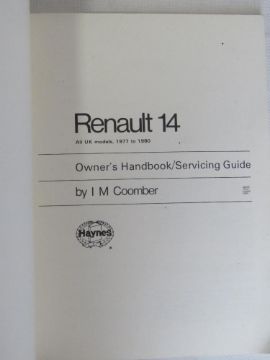 Renault 14
All UK models, 1977 to 1980
Owner's Handbook/Servicing Guide
by I M Coomber
Haynes